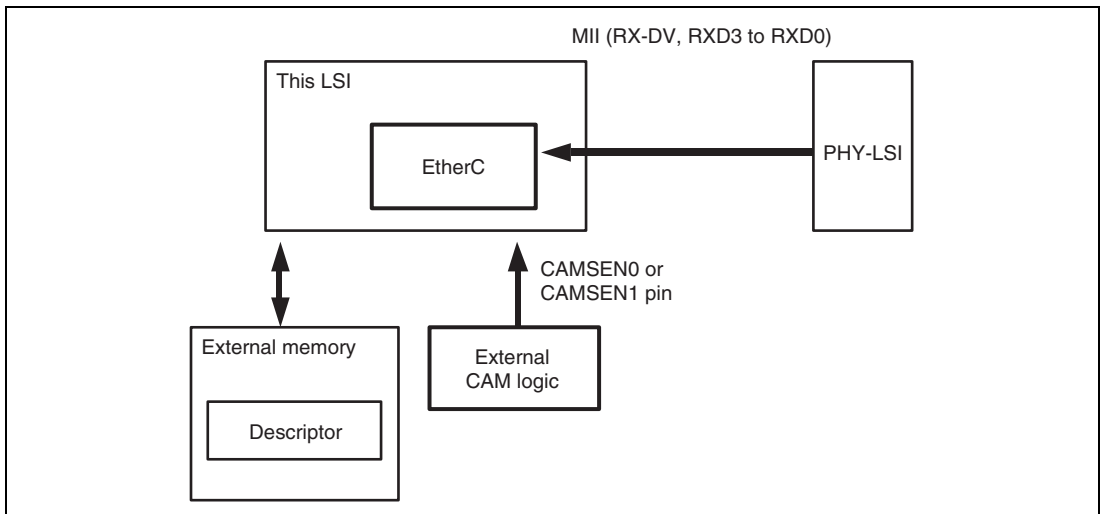 MII (RX-DV, RXD3 to RXD0)
This LSI
EtherC
PHY-LSI
CAMSEN0 or
CAMSEN1 pin
External memory
External
CAM logic
Descriptor